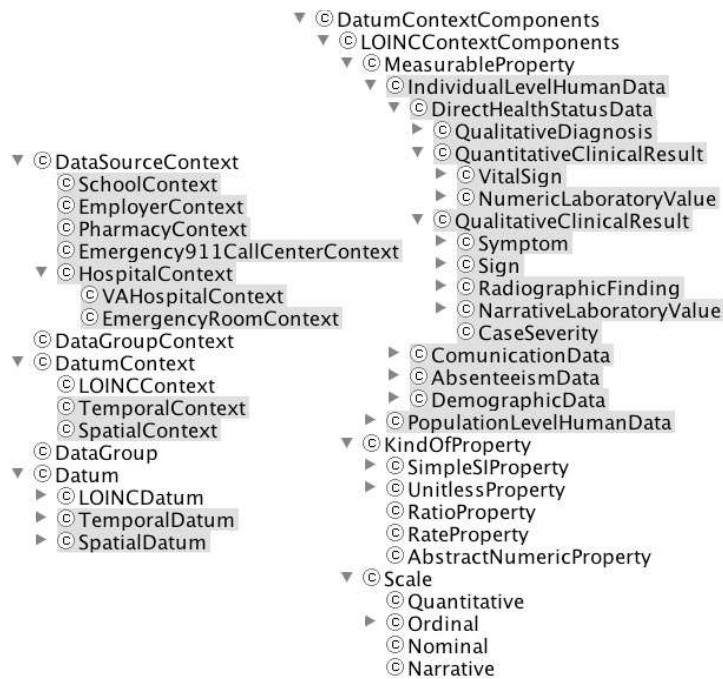 DataSourceContext
SchoolContext
EmployerContext
PharmacyContext
Emergency911CallCenterContext
HospitalContext
VAHospitalContext
EmergencyRoomContext
DataGroupContext
DatumContext
LOINCContext
TemporalContext
SpatialContext
DataGroup
Datum
LOINCDatum
TemporalDatum
SpatialDatum
DatumContextComponents
LOINCContextComponents
MeasurableProperty
IndividualLevelHumanData
DirectHealthStatusData
QualitativeDiagnosis
QuantitativeClinicalResult
VitalSign
NumericLaboratoryValue
QualitativeClinicalResult
Symptom
Sign
RadiographicFinding
NarrativeLaboratoryValue
CaseSeverity
ComunicationData
AbsenteeismData
DemographicData
PopulationLevelHumanData
KindOfProperty
SimpleSIProperty
UnitlessProperty
RatioProperty
RateProperty
AbstractNumericProperty
Scale
Quantitative
Ordinal
Nominal
Narrative